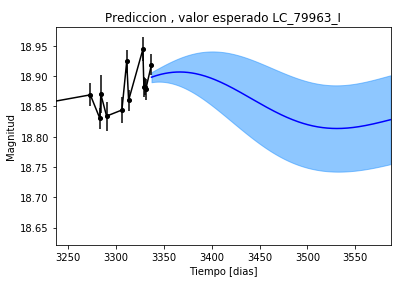 Prediccion , valor esperado LC_79963_I
Magnitud
18.95
18.90
18.85
18.80
18.75
18.70
18.65
3250 3300 3350 3400 3450 3500 3550
Tiempo [dias]